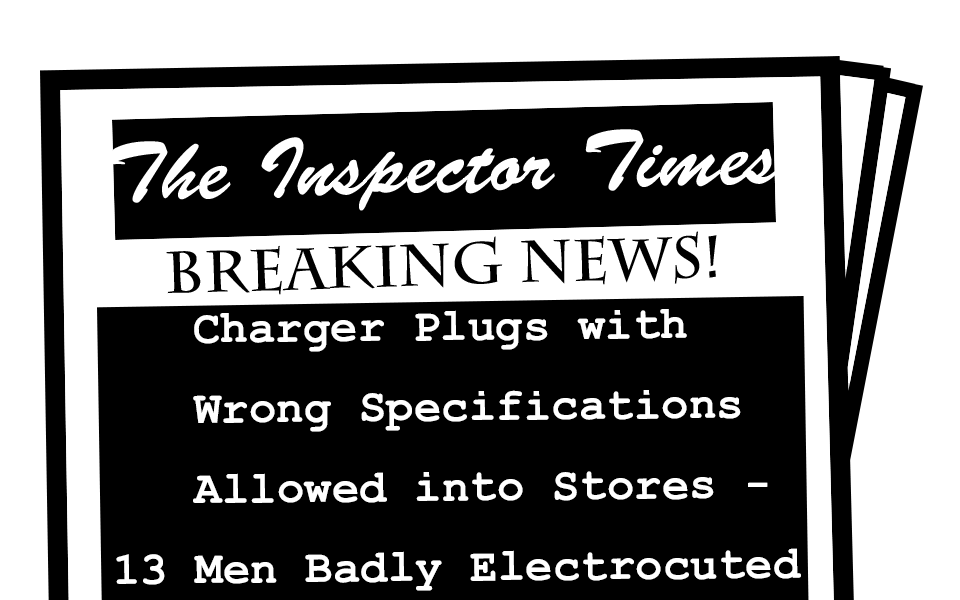 The Inspector Times
BREAKING NEWS!
Charger Plugs with
Wrong Specifications
Allowed into Stores -
13 Men Badly Electrocuted